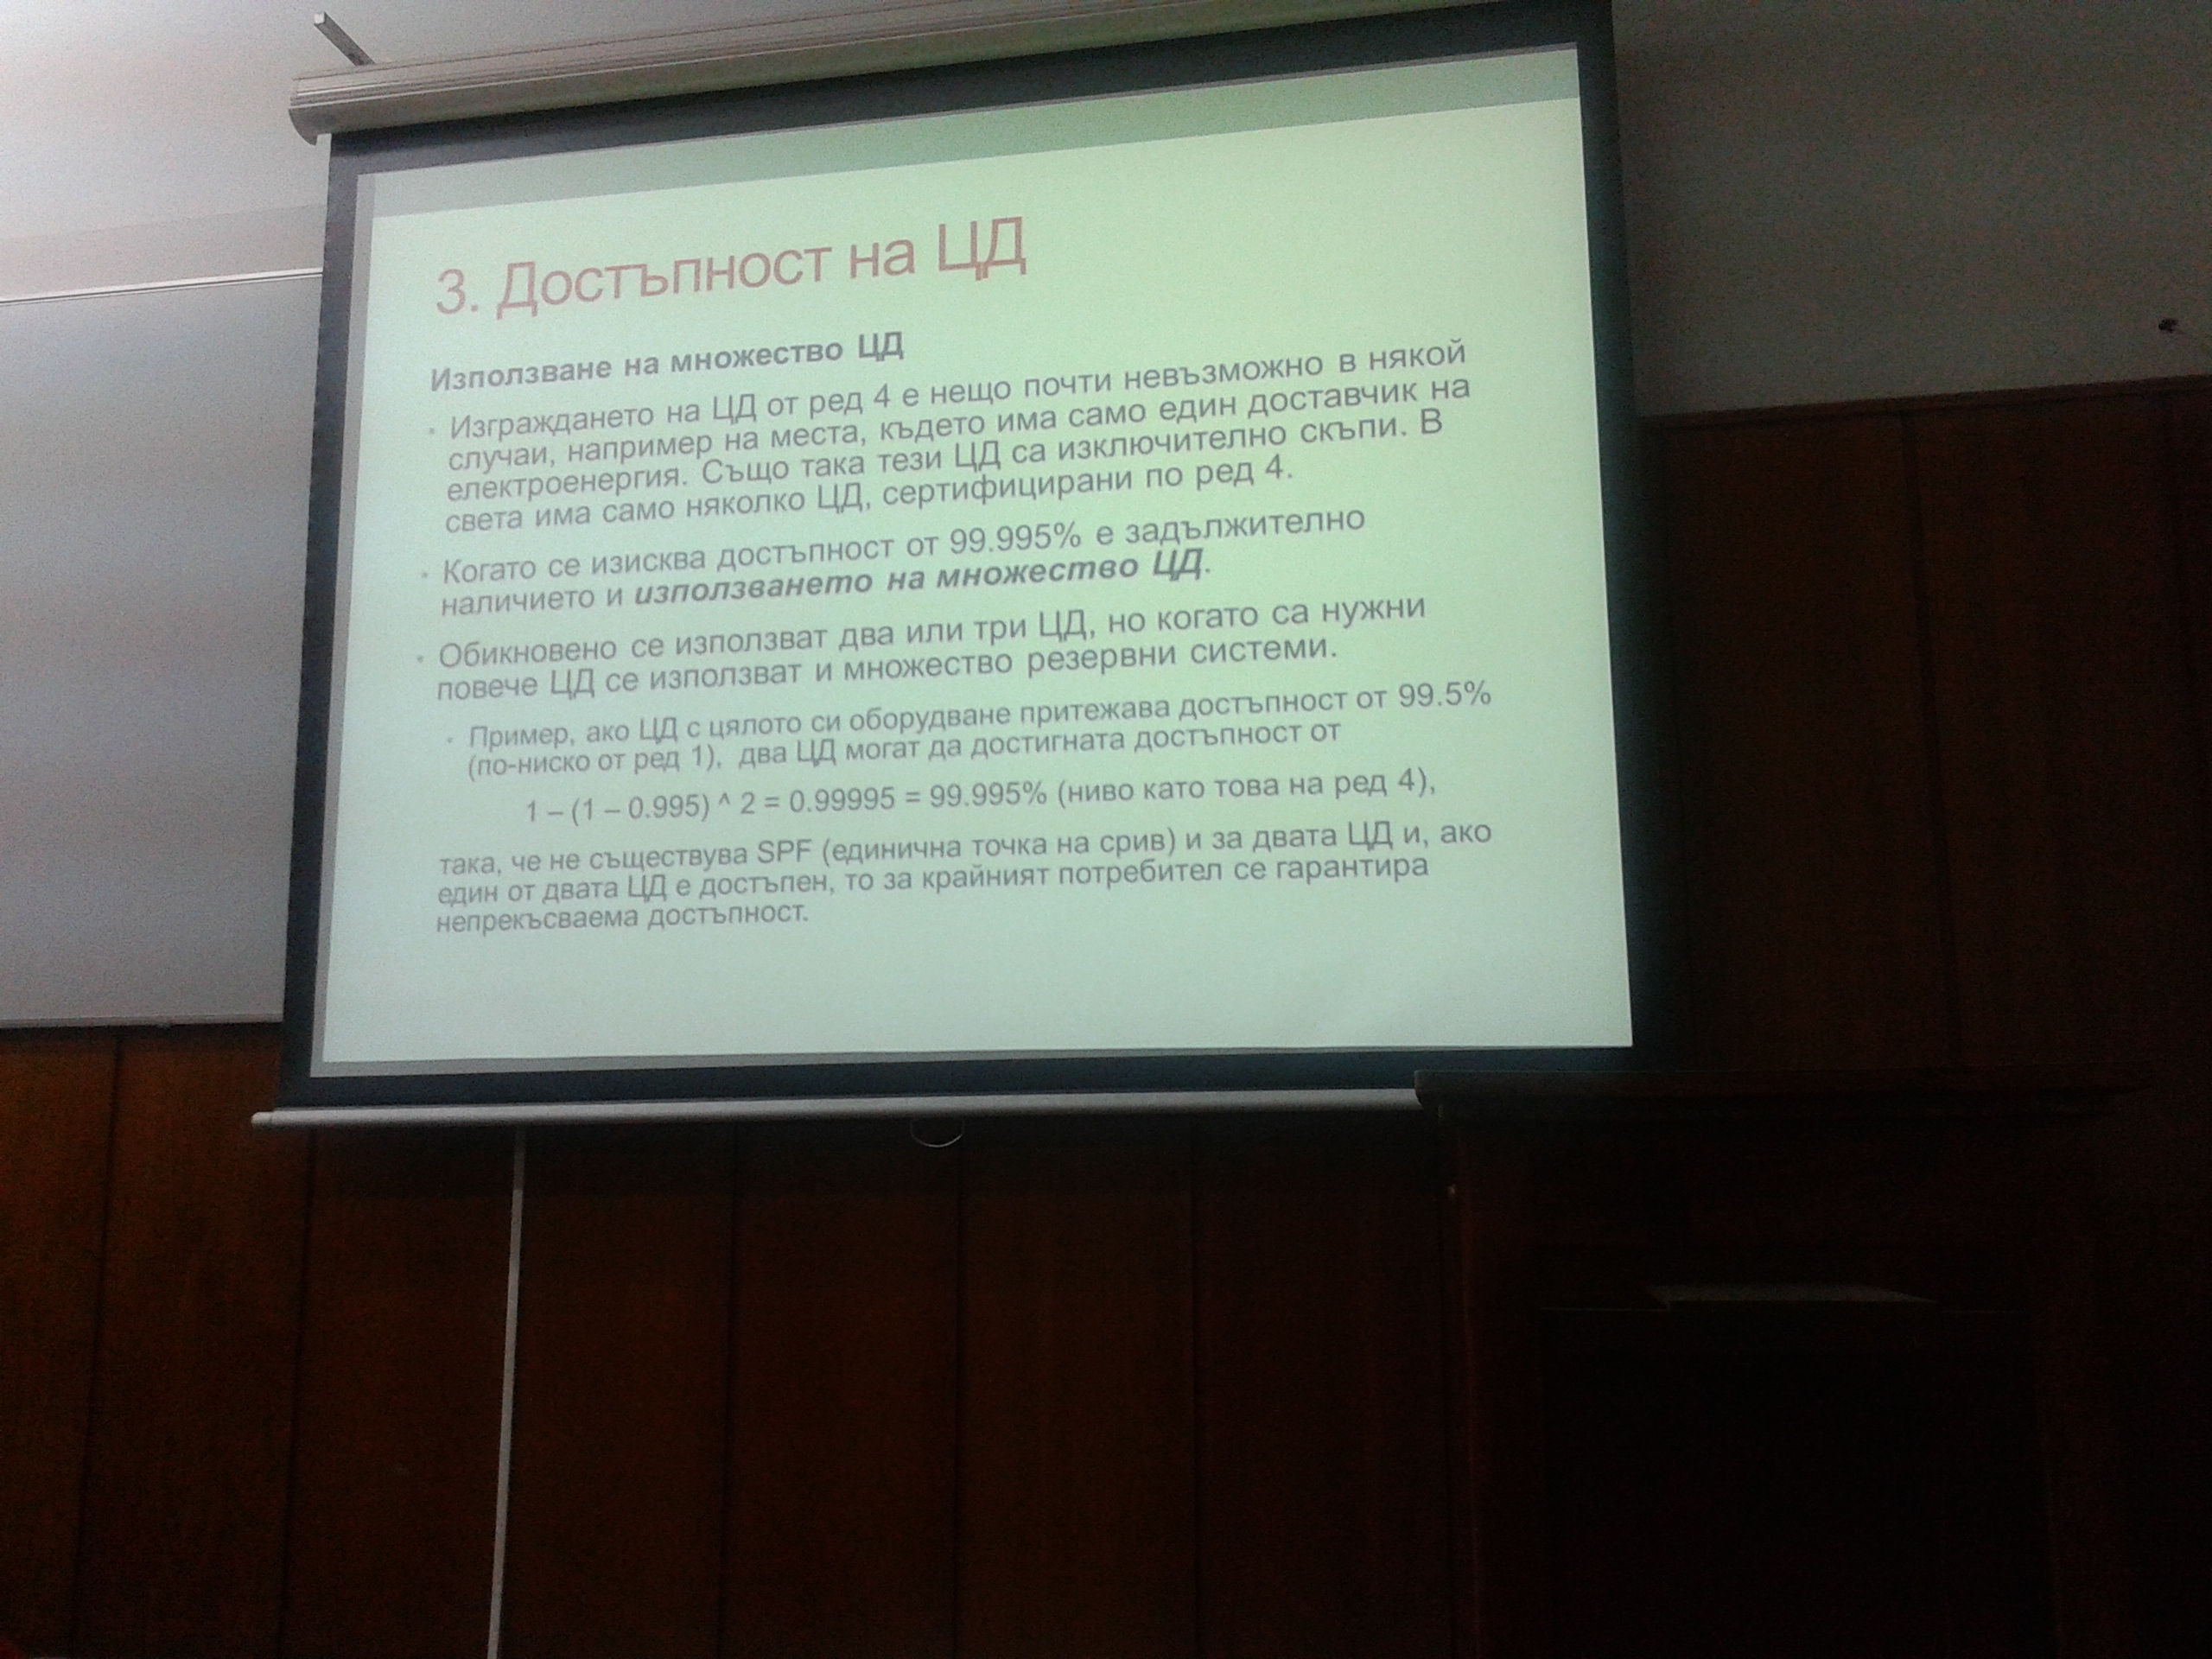 3. Достъпност на ЦД
Използване на множество ЦД
• Изграждането на ЦД от ред 4 е нещо почти невъзможно в някой
случаи, например на места, където има само един доставчик на
електроенергия. Също така тези ЦД са изключително скъпи. В
света има само няколко ЦД, сертифицирани по ред 4.
• Когато се изисква достъпност от 99.995% е задължително
наличието и използването на множество ЦД.
• Обикновено се използват два или три ЦД, но когато са нужни
повече ЦД се използват и множество резервни системи.
• Пример, ако ЦД с цялото си оборудване притежава достъпност от 99.5%
(по-ниско от ред 1), два ЦД могат да достигната достъпност от
1 – (1 – 0.995) ^ 2 = 0.99995 = 99.995% (ниво като това на ред 4),
така, че не съществува SPF (единична точка на срив) и за двата ЦД и, ако
един от двата ЦД е достъпен, то за крайният потребител се гарантира
непрекъсваема достъпност.